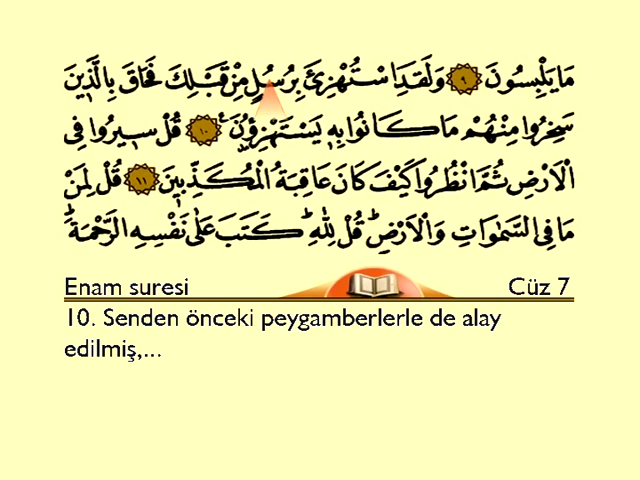 مَا يَلْبِسُونَ ﴿٩﴾ وَلَقَدِ اسْتُهْزِئَ بِرُسُلٍ مِنْ قَبْلِكَ فَحَاقَ بِالَّذِينَ
سَخِرُوا مِنْهُمْ مَا كَانُوا بِهِ يَسْتَهْزِؤُنَ ﴿١٠﴾ قُلْ سِيرُوا فِي
الْاَرْضِ ثُمَّ انْظُرُوا كَيْفَ كَانَ عَاقِبَةُ الْمُكَذِّبِينَ ﴿١١﴾ قُلْ لِمَنْ
مَا فِي السَّمٰوَاتِ وَالْاَرْضِۜ قُلْ لِلّٰهِۜ كَتَبَ عَلٰى نَفْسِهِ الرَّحْمَةَۜ
Enam suresi Cüz 7
10. Senden önceki peygamberlerle de alay
edilmiş,...